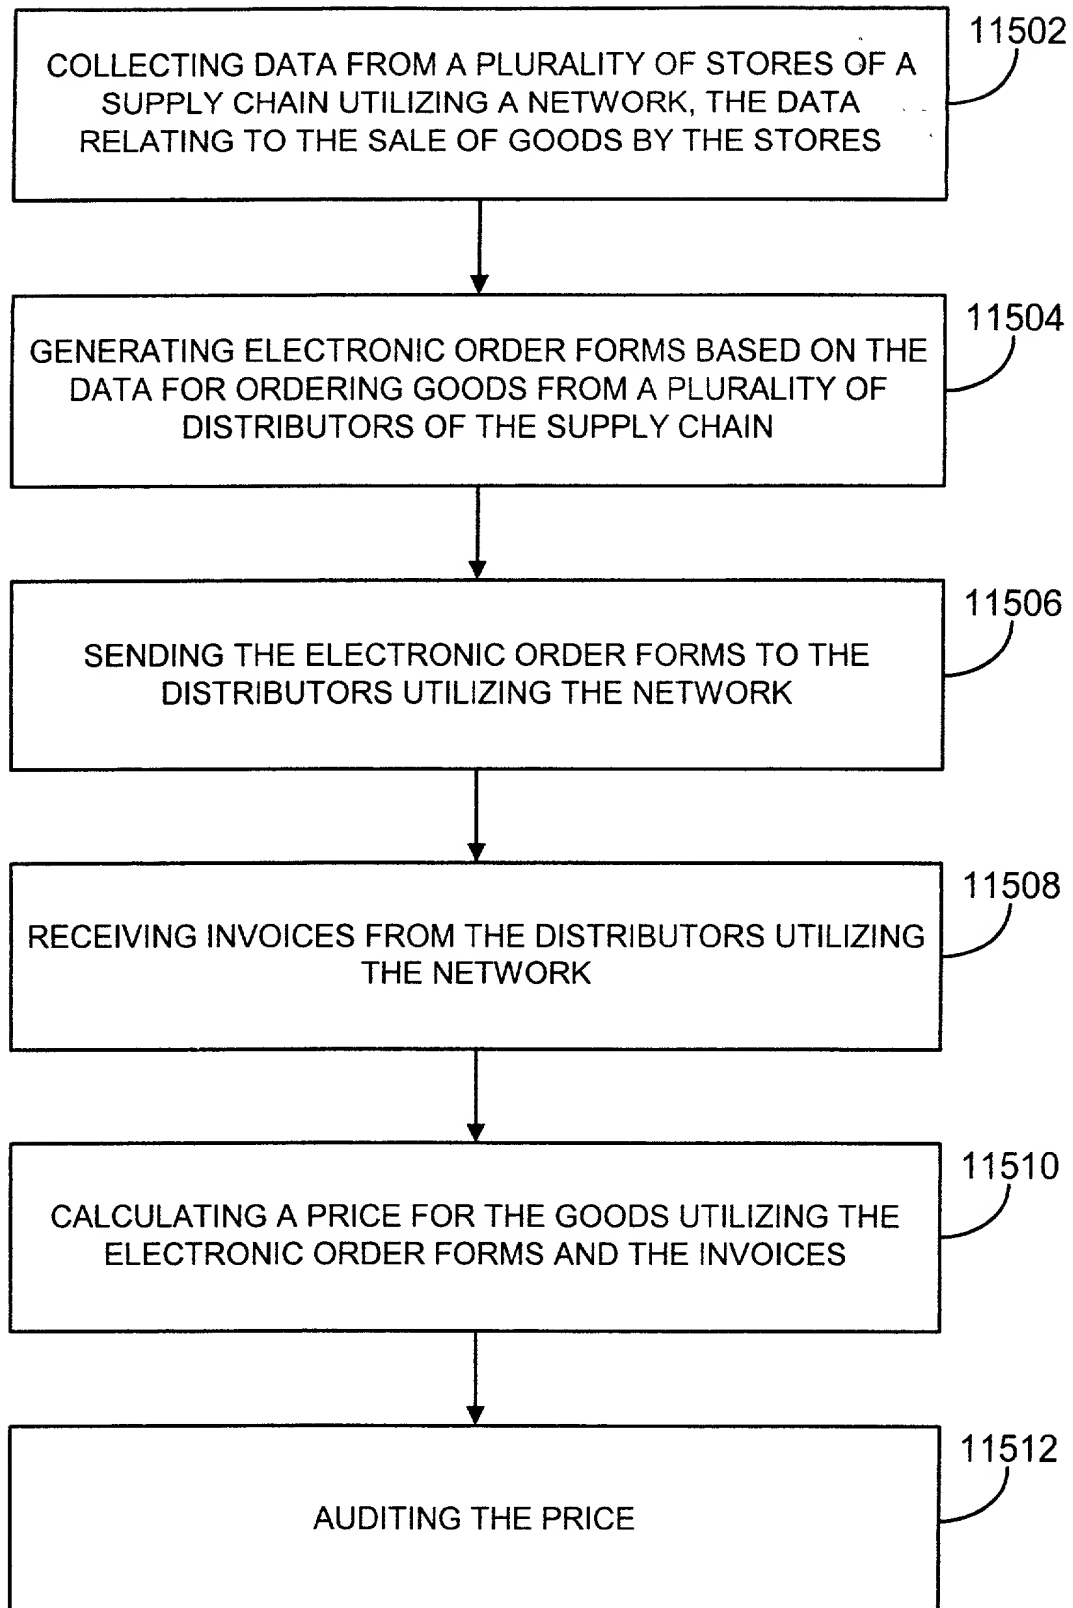 11502
COLLECTING DATA FROM A PLURALITY OF STORES OF A
SUPPLY CHAIN UTILIZING A NETWORK, THE DATA
RELATING TO THE SALE OF GOODS BY THE STORES
11504
GENERATING ELECTRONIC ORDER FORMS BASED ON THE
DATA FOR ORDERING GOODS FROM A PLURALITY OF
DISTRIBUTORS OF THE SUPPLY CHAIN
11506
SENDING THE ELECTRONIC ORDER FORMS TO THE
DISTRIBUTORS UTILIZING THE NETWORK
11508
RECEIVING INVOICES FROM THE DISTRIBUTORS UTILIZING
THE NETWORK
11510
CALCULATING A PRICE FOR THE GOODS UTILIZING THE
ELECTRONIC ORDER FORMS AND THE INVOICES
11512
AUDITING THE PRICE